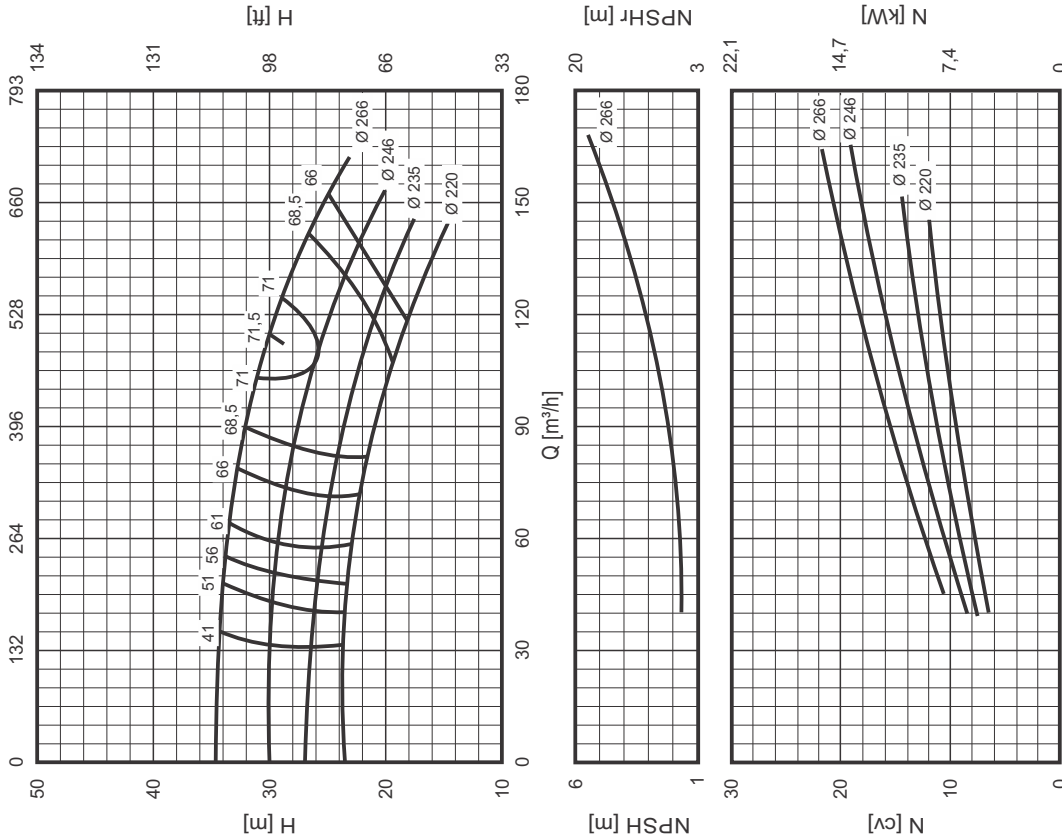 0 132 264 396 528 660 793
50
40
30
20
10
H [m]
134
131
98
66
33
H [ft]
41
51
56
61
66
68,5
71
71,5
71
68,5
66
Ø 266
Ø 246
Ø 235
Ø 220
0 30 60 90 120 150 180
Q [m³/h]
6
1
NPSH [m]
20
3
NPSHr [m]
Ø 266
30
20
10
0
N [cv]
22,1
14,7
7,4
0
N [kW]
Ø 266
Ø 246
Ø 235
Ø 220